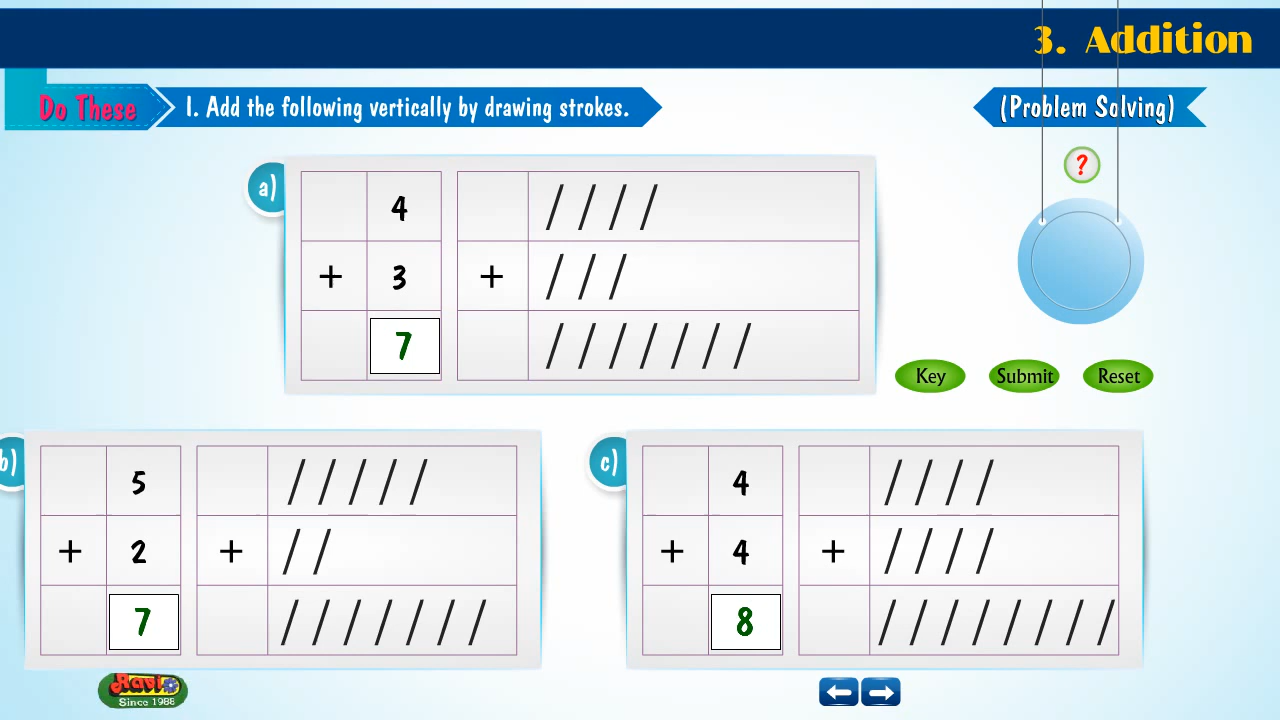 3. Addition
Do These
I. Add the following vertically by drawing strokes.
(Problem Solving)
?
a)
4
+ 3 +
7
Key Submit Reset
b)
5
+ 2 +
7
c)
4
+ 4 +
8
Ravi
Since 1988